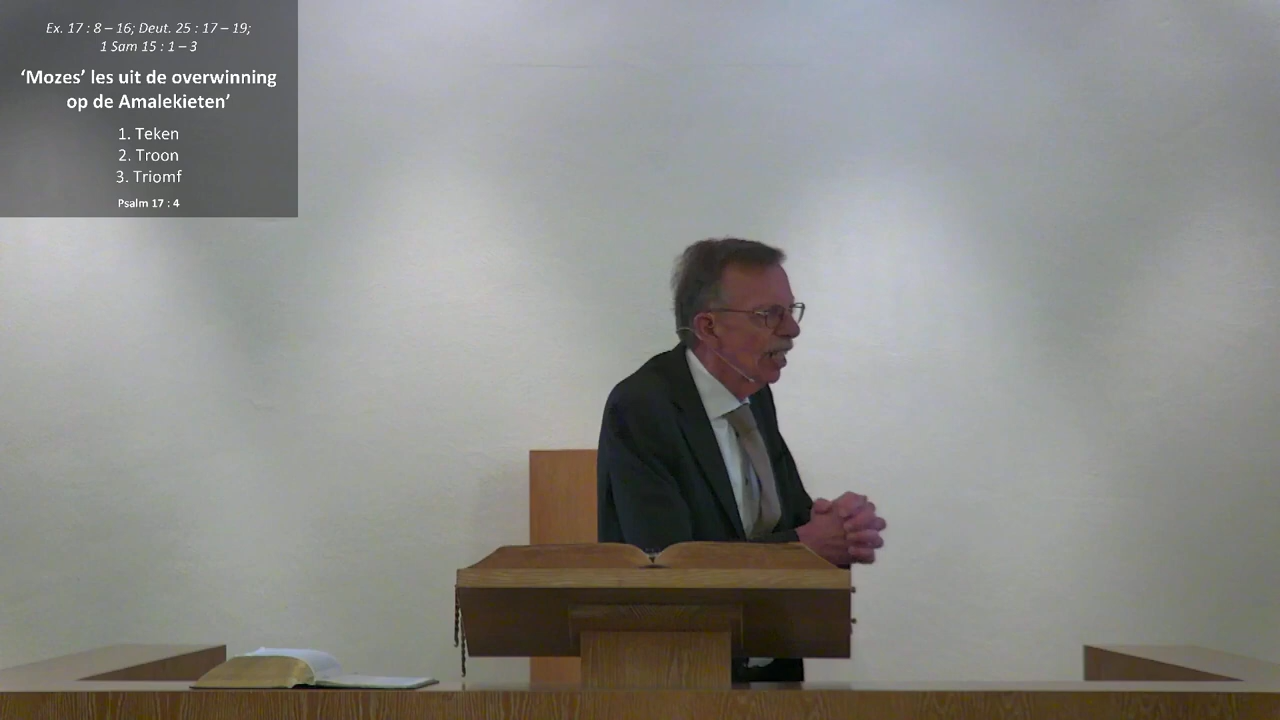 Ex. 17 : 8 – 16; Deut. 25 : 17 – 19;
1 Sam 15 : 1 – 3
‘Mozes’ les uit de overwinning
op de Amalekieten’
1. Teken
2. Troon
3. Triomf
Psalm 17 : 4